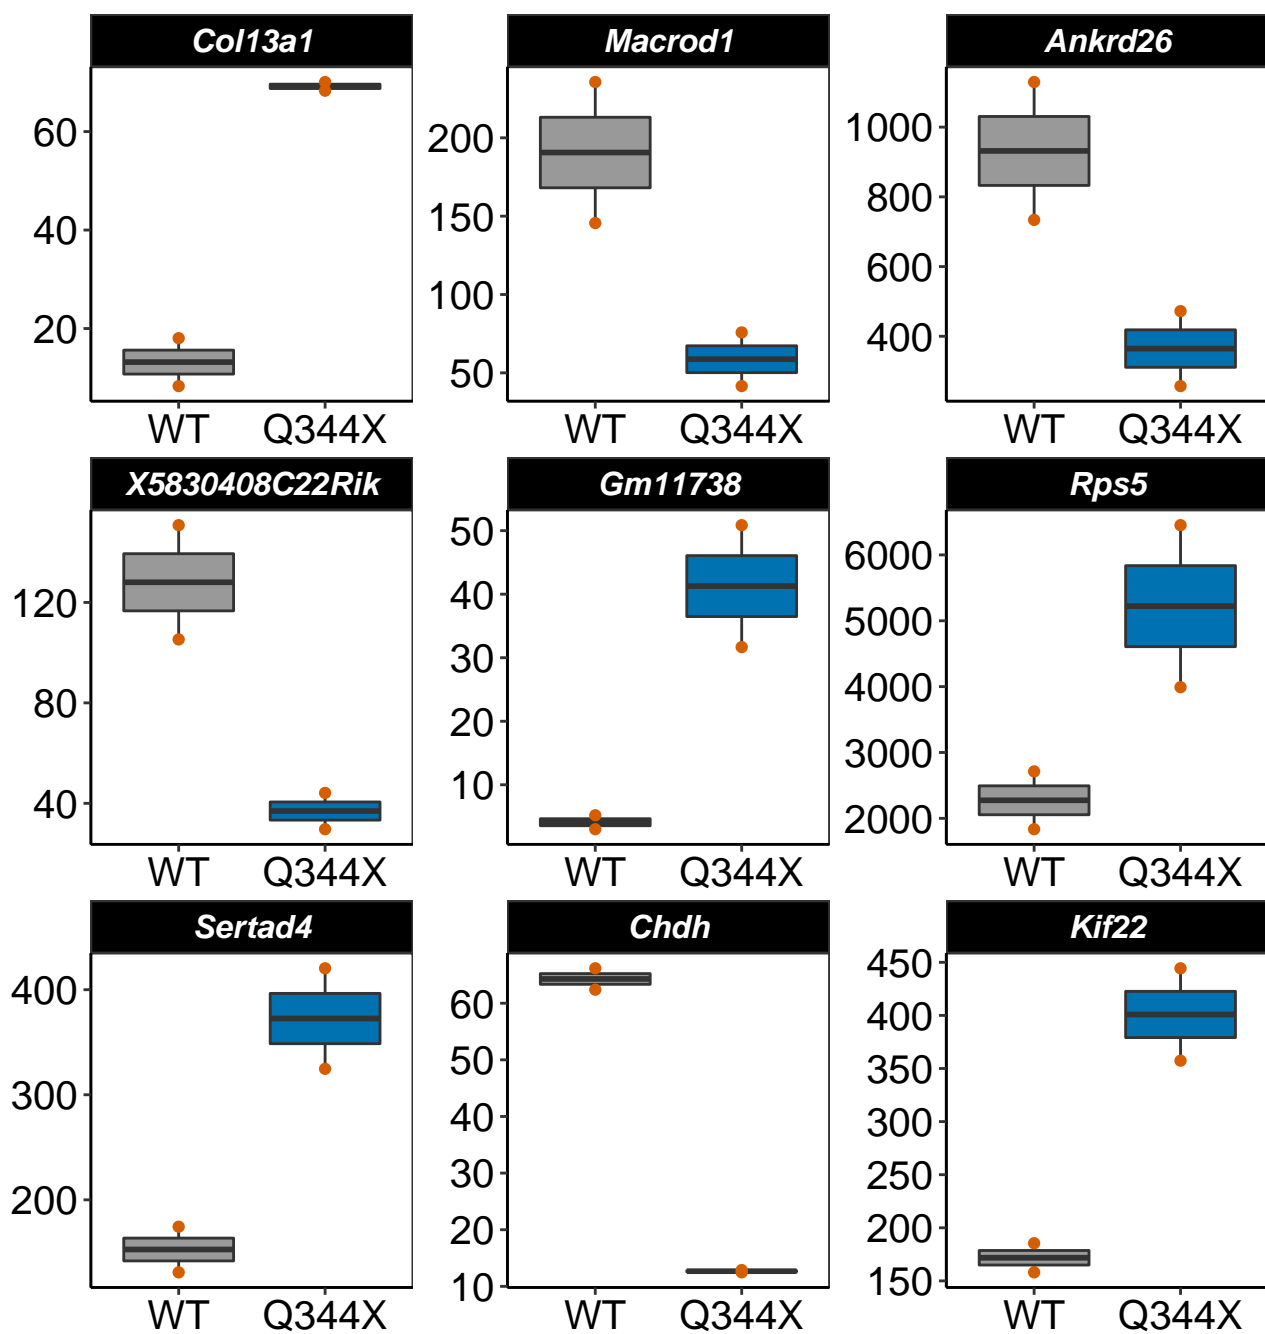 Col13a1
60
40
20
WT Q344X
Macrod1
200
150
100
50
WT Q344X
Ankrd26
1000
800
600
400
WT Q344X
X5830408C22Rik
120
80
40
WT Q344X
Gm11738
50
40
30
20
10
WT Q344X
Rps5
6000
5000
4000
3000
2000
WT Q344X
Sertad4
400
300
200
WT Q344X
Chdh
60
50
40
30
20
10
WT Q344X
Kif22
450
400
350
300
250
200
150
WT Q344X